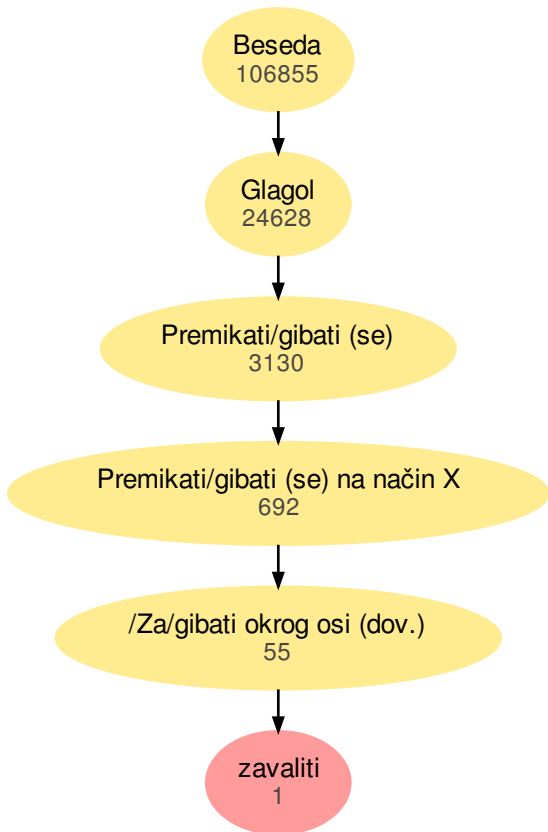 Beseda
106855
Glagol
24628
Premikati/gibati (se)
3130
Premikati/gibati (se) na način X
692
/Za/gibati okrog osi (dov.)
55
zavaliti
1